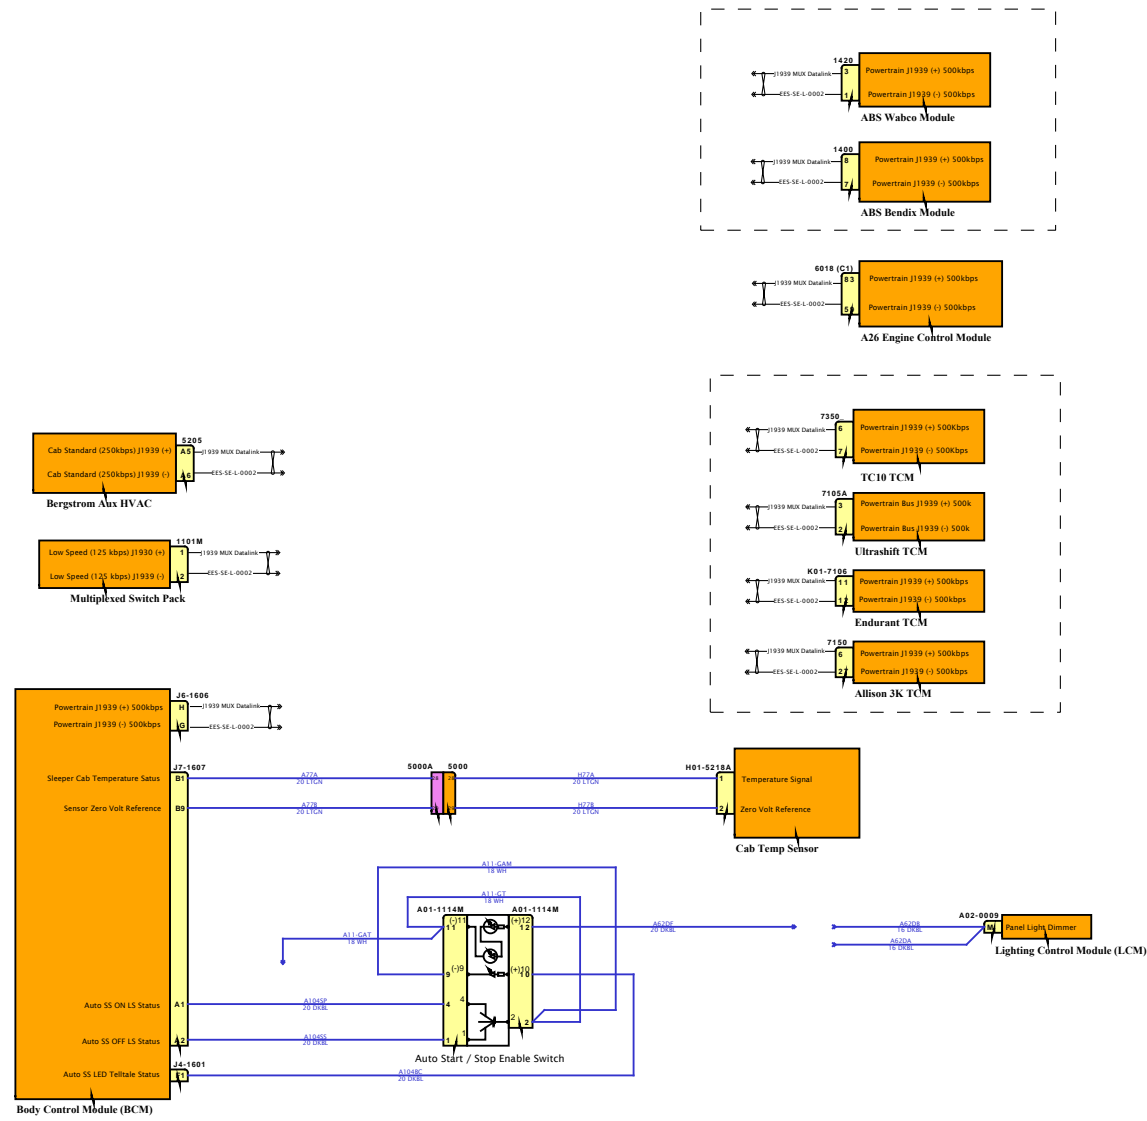 1420
J1939 MUX Datalink
3
Powertrain J1939 (+) 500kbps
EES-SE-L-0002
1
Powertrain J1939 (-) 500kbps
ABS Wabco Module
1400
J1939 MUX Datalink
8
Powertrain J1939 (+) 500kbps
EES-SE-L-0002
7
Powertrain J1939 (-) 500kbps
ABS Bendix Module
6018 (C1)
J1939 MUX Datalink
83
Powertrain J1939 (+) 500kbps
EES-SE-L-0002
Powertrain J1939 (-) 500kbps
A26 Engine Control Module
7350_
J1939 MUX Datalink
6
Powertrain J1939 (+) 500Kbps
EES-SE-L-0002
7
Powertrain J1939 (-) 500Kbps
TC10 TCM
7105A
J1939 MUX Datalink
3
Powertrain Bus J1939 (+) 500k
EES-SE-L-0002
2
Powertrain Bus J1939 (-) 500k
Ultrashift TCM
K01-7106
J1939 MUX Datalink
11
Powertrain J1939 (+) 500kbps
EES-SE-L-0002
12
Powertrain J1939 (-) 500kbps
Endurant TCM
7150
J1939 MUX Datalink
6
Powertrain J1939 (+) 500kbps
EES-SE-L-0002
Powertrain J1939 (-) 500kbps
Allison 3K TCM
5205
Cab Standard (250kbps) J1939 (+)
A5
J1939 MUX Datalink
Cab Standard (250kbps) J1939 (-)
A6
EES-SE-L-0002
Bergstrom Aux HVAC
1101M
Low Speed (125 kbps) J1930 (+)
1
J1939 MUX Datalink
Low Speed (125 kbps) J1939 (-)
2
EES-SE-L-0002
Multiplexed Switch Pack
J6-1606
Powertrain J1939 (+) 500kbps
H
J1939 MUX Datalink
Powertrain J1939 (-) 500kbps
G
EES-SE-L-0002
J7-1607
Sleeper Cab Temperature Satus
B1
A77A
20 LTGN
5000A
5000
28
28
H77A
20 LTGN
H01-5218A
1
Temperature Signal
Sensor Zero Volt Reference
B9
A77B
20 LTGN
H77B
20 LTGN
2
Zero Volt Reference
Cab Temp Sensor
A11-GAM
18 WH
A11-GT
18 WH
A01-1114M
A01-1114M
A11-GAT
18 WH
(-)11
11
(+)12
12
A62DF
20 DKBL
A62DB
16 DKBL
A62DA
16 DKBL
A02-0009
M
Panel Light Dimmer
Lighting Control Module (LCM)
(-)9
9
(+)10
10
Auto SS ON LS Status
A1
A104SP
20 DKBL
4
4
2
2
Auto SS OFF LS Status
A2
A104SS
20 DKBL
1
1
Auto Start / Stop Enable Switch
J4-1601
Auto SS LED Telltale Status
F1
A104BC
20 DKBL
Body Control Module (BCM)